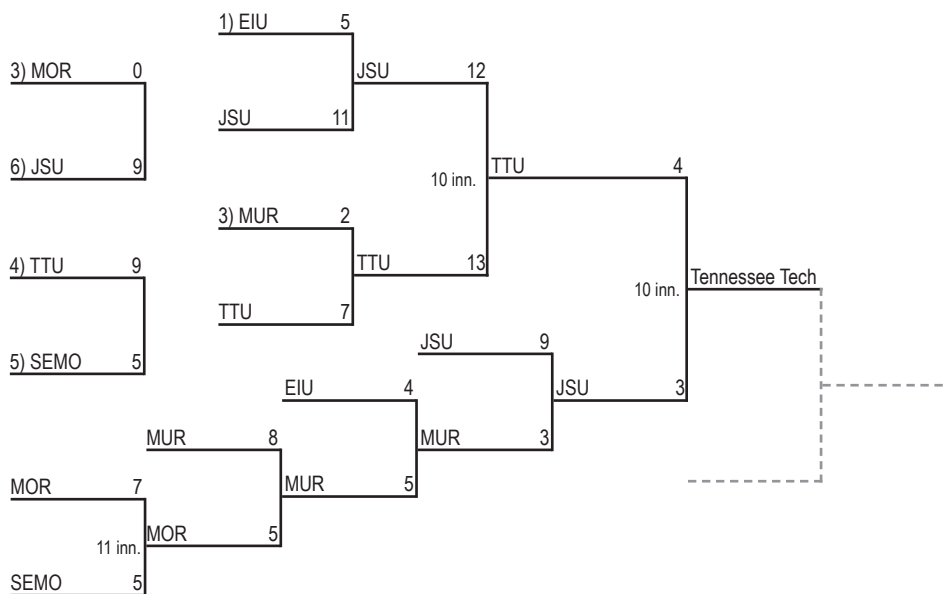 1) EIU 5
3) MOR 0
JSU 12
JSU 11
6) JSU 9
10 inn.
TTU 4
3) MUR 2
4) TTU 9
TTU 13
10 inn.
Tennessee Tech
TTU 7
JSU 9
5) SEMO 5
EIU 4
JSU 3
MUR 8
MUR 3
MOR 7
MUR 5
11 inn.
MOR 5
SEMO 5